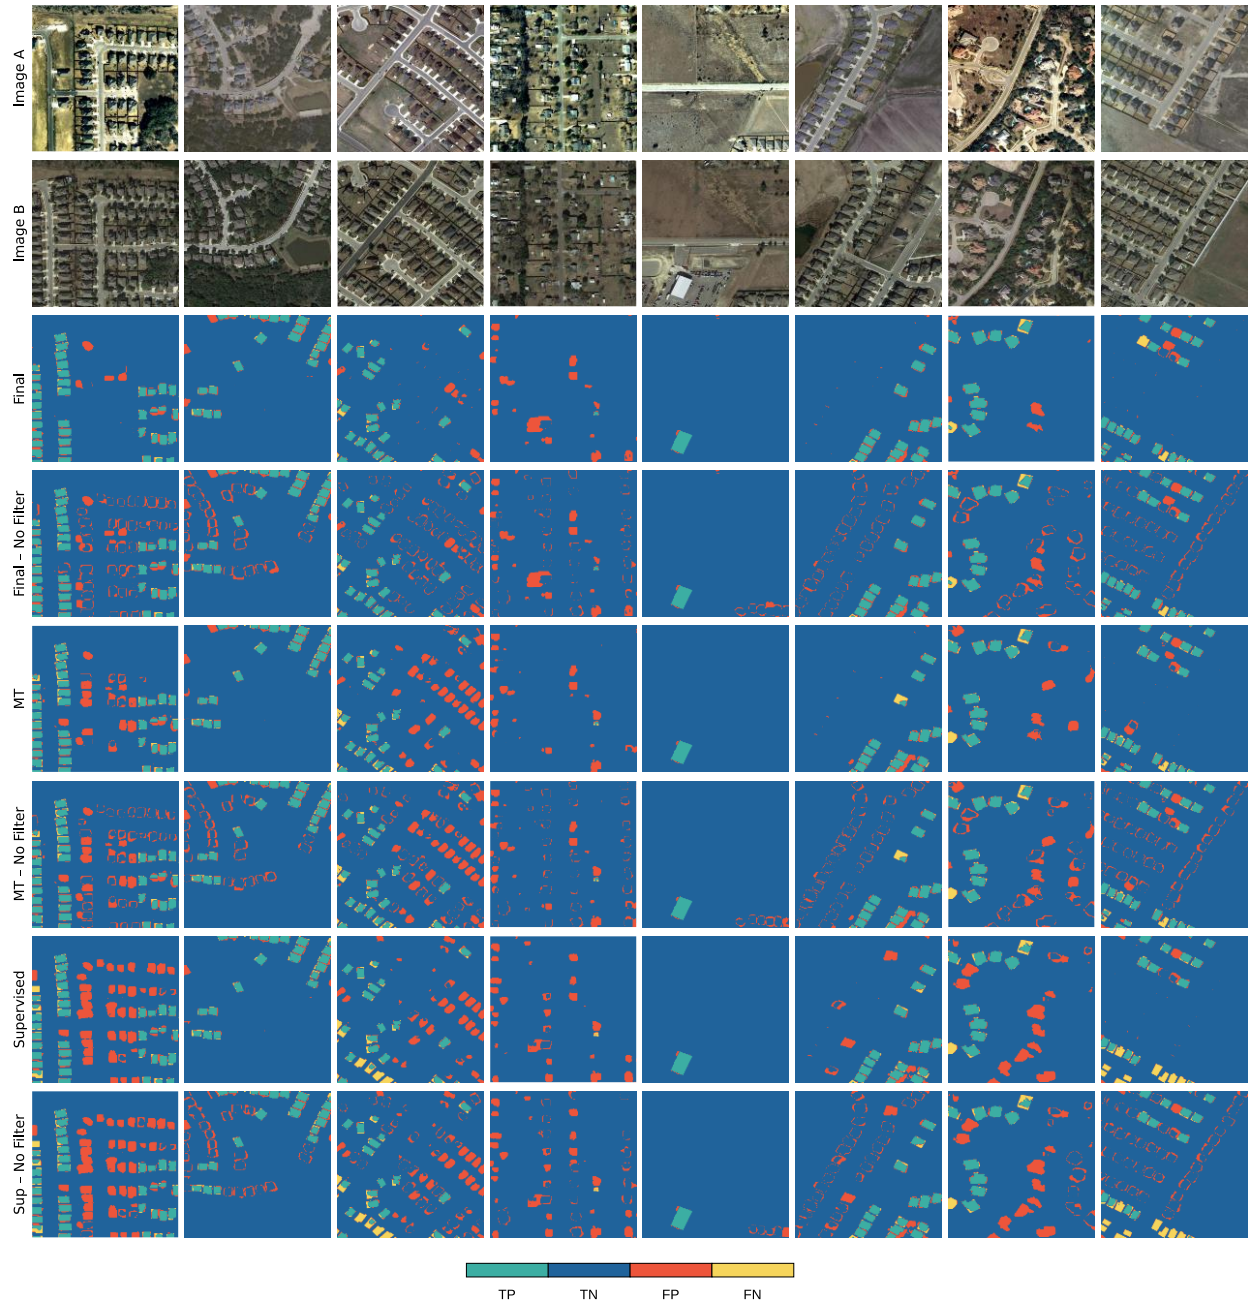 Image A
Image B
Final
Final – No Filter
MT
MT – No Filter
Supervised
Sup – No Filter
TP TN FP FN